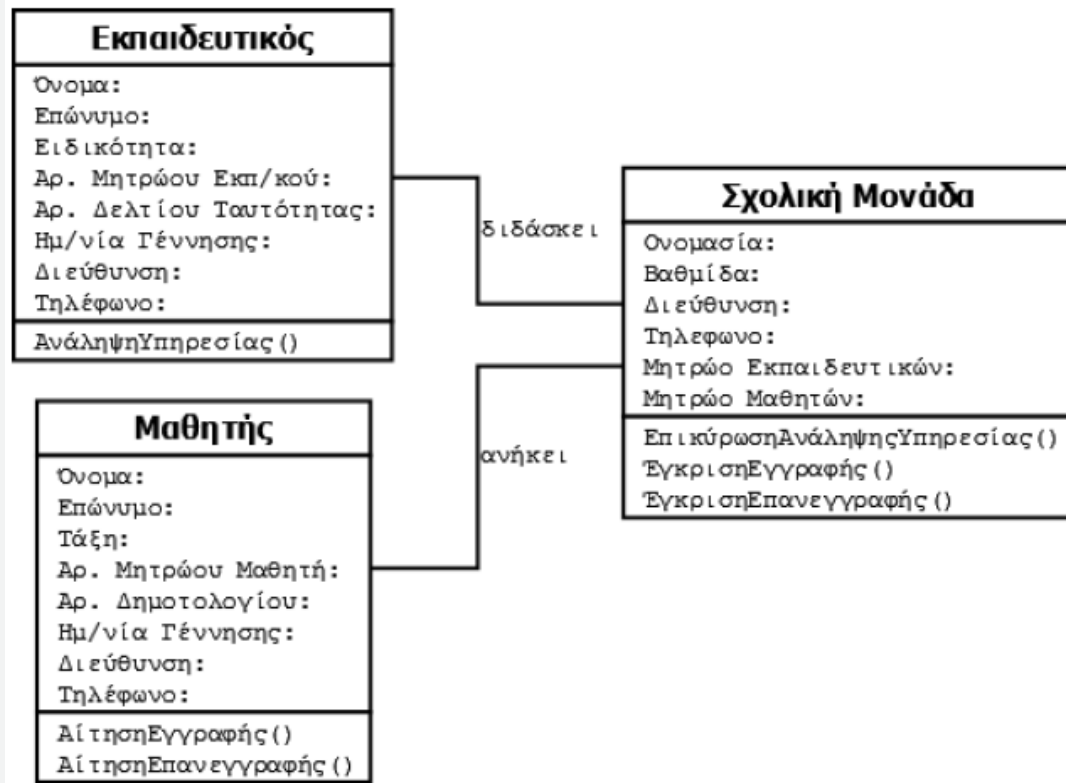 Εκπαιδευτικός
Όνομα:
Επώνυμο:
Ειδικότητα:
Αρ. Μητρώου Εκπ/κού:
Αρ. Δελτίου Ταυτότητας:
Ημ/νία Γέννησης:
Διεύθυνση:
Τηλέφωνο:
ΑνάληψηΥπηρεσίας()
διδάσκει
Σχολική Μονάδα
Ονομασία:
Βαθμίδα:
Διεύθυνση:
Τηλεφωνο:
Μητρώο Εκπαιδευτικών:
Μητρώο Μαθητών:
ΕπικύρωσηΑνάληψηςΥπηρεσίας()
ΈγκρισηΕγγραφής()
ΈγκρισηΕπανεγγραφής()
ανήκει
Μαθητής
Όνομα:
Επώνυμο:
Τάξη:
Αρ. Μητρώου Μαθητή:
Αρ. Δημοτολογίου:
Ημ/νία Γέννησης:
Διεύθυνση:
Τηλέφωνο:
ΑίτησηΕγγραφής()
ΑίτησηΕπανεγγραφής()